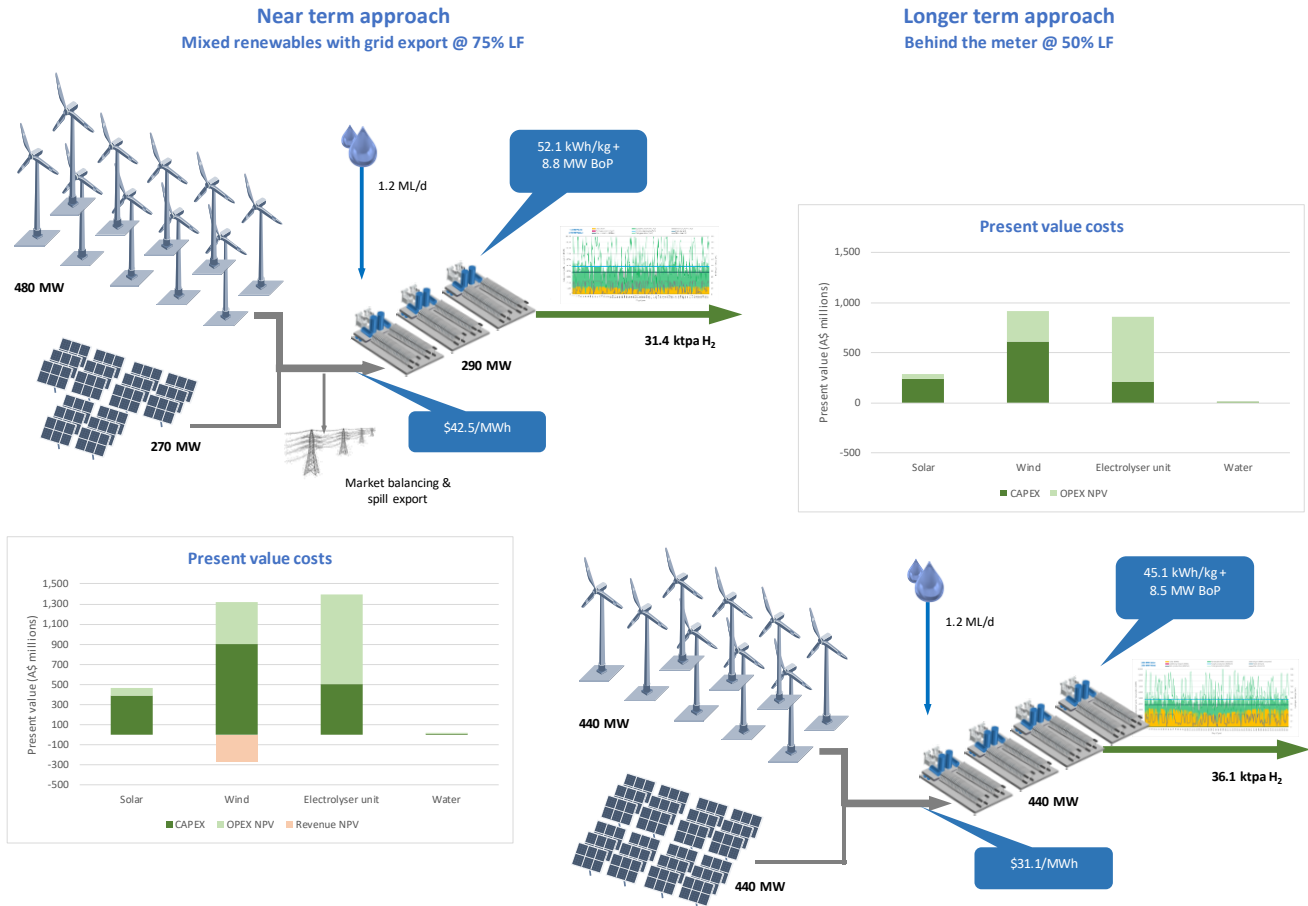 Near term approach
Mixed renewables with grid export @ 75% LF
480 MW
270 MW
1.2 ML/d
52.1 kWh/kg +
8.8 MW BoP
290 MW
31.4 ktpa H₂
$42.5/MWh
Market balancing &
spill export
Present value costs
Present value (A$ millions)
1,500
1,300
1,100
900
700
500
300
100
-100
-300
-500
Solar Wind Electrolyser unit Water
CAPEX OPEX NPV Revenue NPV
Longer term approach
Behind the meter @ 50% LF
Present value costs
Present value (A$ millions)
1,500
1,000
500
0
-500
Solar Wind Electrolyser unit Water
CAPEX OPEX NPV
440 MW
440 MW
1.2 ML/d
45.1 kWh/kg +
8.5 MW BoP
440 MW
36.1 ktpa H₂
$31.1/MWh